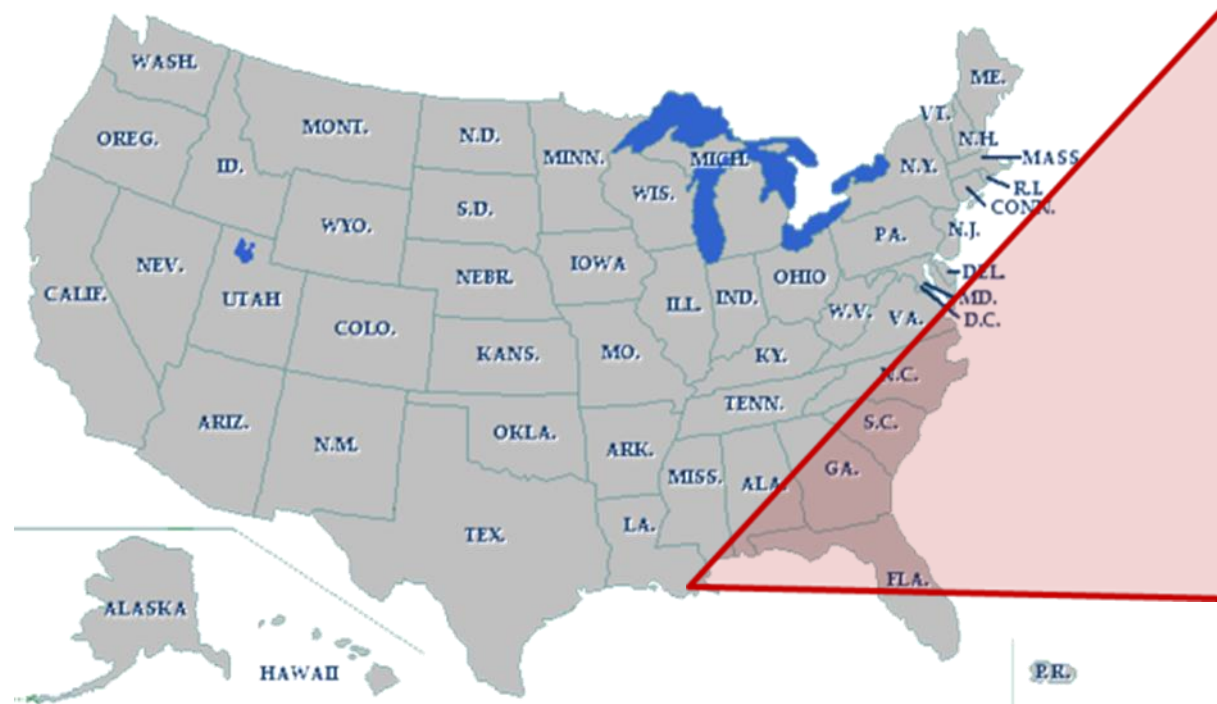 WASH.
ME.
VT.
MONT.
N.D.
OREG.
N.H.
MINN.
MASS.
MICH.
ID.
N.Y.
R.I.
WIS.
CONN.
S.D.
WYO.
N.J.
PA.
NEV.
IOWA
DEL.
NEBR.
OHIO
CALIF.
UTAH
IND.
MD.
ILL.
W.V.
VA.
D.C.
COLO.
MO.
KANS.
KY.
N.C.
TENN.
ARIZ.
S.C.
OKLA.
N.M.
ARK.
GA.
MISS.
ALA.
LA.
TEX.
FLA.
ALASKA
HAWAII
P.R.